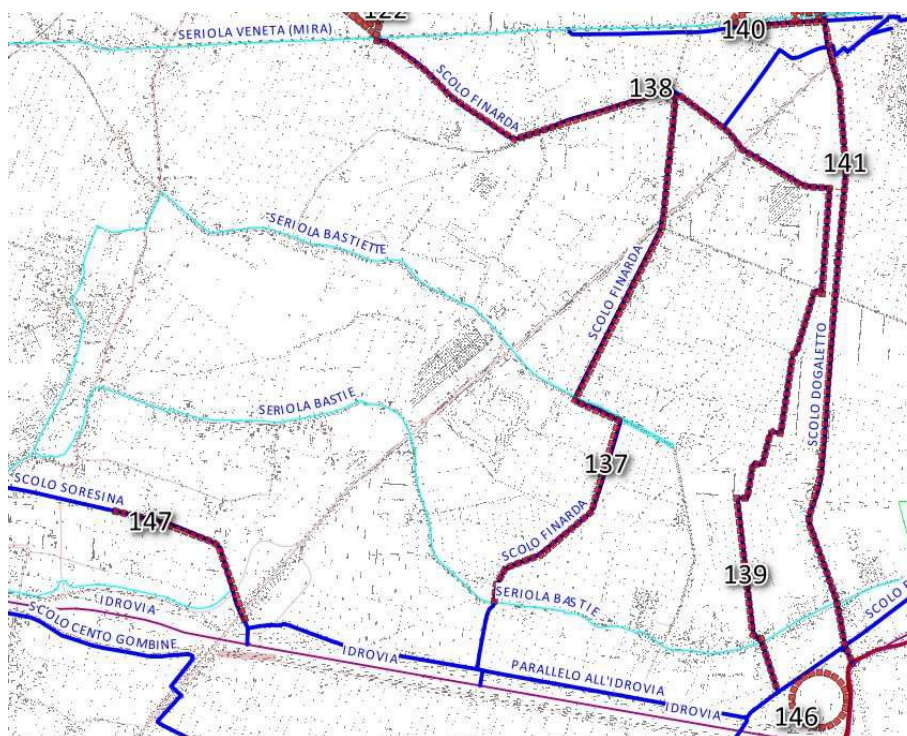 122
SERIOLA VENETA (MIRA)
140
SCOLO FINARDA
138
141
SERIOLA BASTIETTE
SCOLO FINARDA
SCOLO DOGALETTO
SERIOLA BASTIE
137
SCOLO SORESINA
147
SCOLO FINARDA
139
SERIOLA BASTIE
SCOLO
IDROVIA
SCOLO CENTO GOMBINE
IDROVIA
PARALLELO ALL'IDROVIA
IDROVIA
146